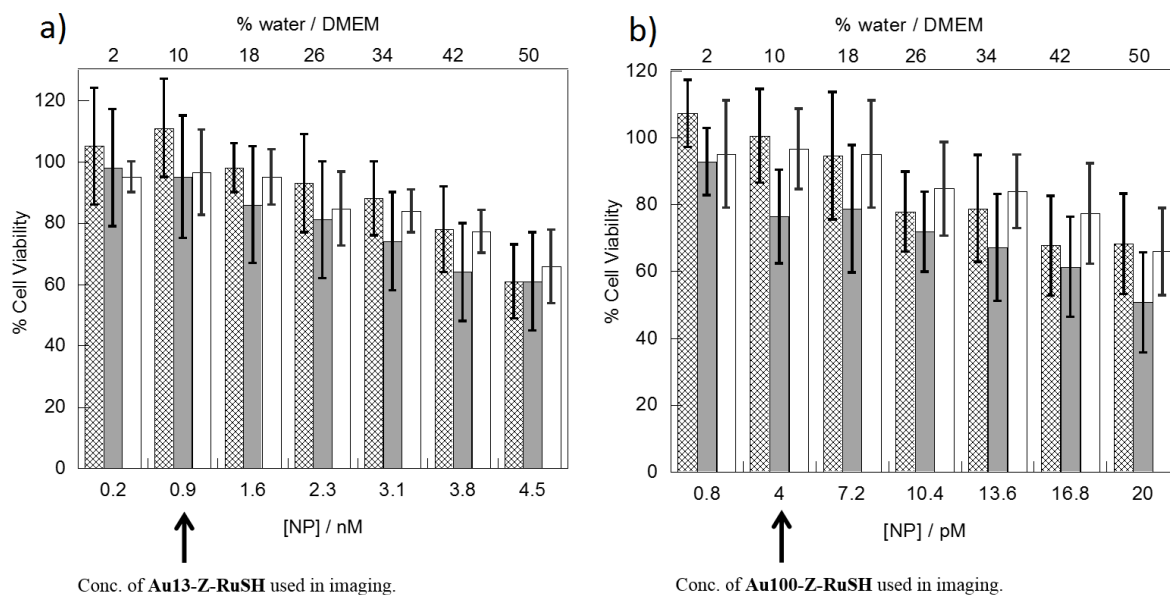 a)
% water / DMEM
2 10 18 26 34 42 50
120
100
80
60
40
20
0
% Cell Viability
0.2 0.9 1.6 2.3 3.1 3.8 4.5
[NP] / nM
Conc. of Au13-Z-RuSH used in imaging.
b)
% water / DMEM
2 10 18 26 34 42 50
120
100
80
60
40
20
0
% Cell Viability
0.8 4 7.2 10.4 13.6 16.8 20
[NP] / pM
Conc. of Au100-Z-RuSH used in imaging.